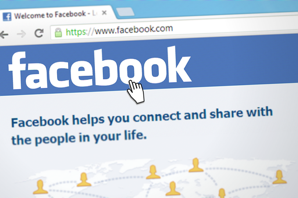 Welcome to Facebook - L
https://www.facebook.com
facebook
Facebook helps you connect and share with
the people in your life.